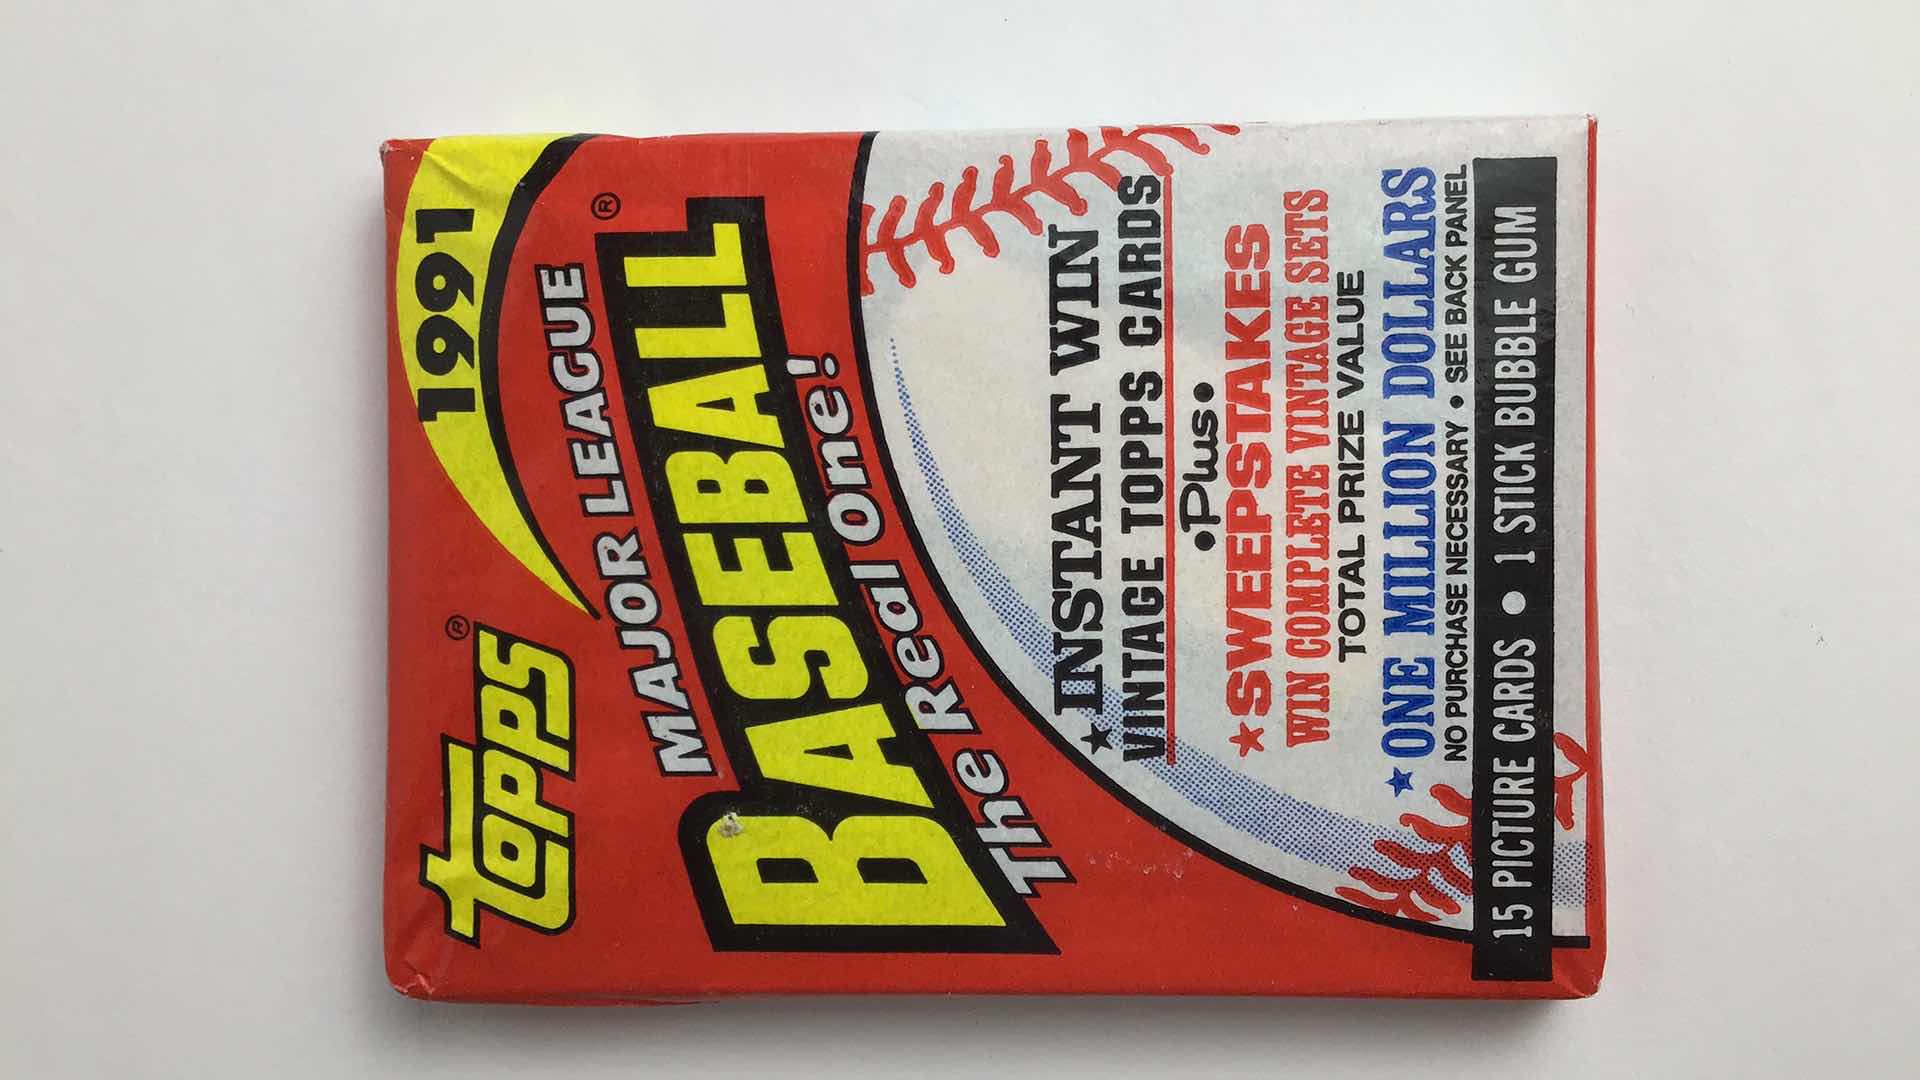 Topps®
1991
MAJOR LEAGUE
BASEBALL®
The Real One!
★INSTANT WIN
VINTAGE TOPPS CARDS
•Plus•
★SWEEPSTAKES
WIN COMPLETE VINTAGE SETS
TOTAL PRIZE VALUE
★ONE MILLION DOLLARS
NO PURCHASE NECESSARY • SEE BACK PANEL
15 PICTURE CARDS • 1 STICK BUBBLE GUM